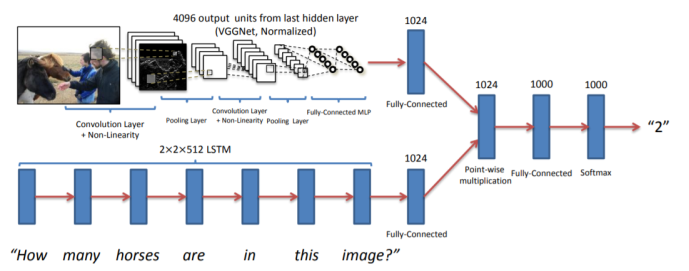 4096 output units from last hidden layer
(VGGNet, Normalized)
1024
Convolution Layer
+ Non-Linearity
Pooling Layer
Convolution Layer
+ Non-Linearity
Pooling Layer
Fully-Connected MLP
Fully-Connected
1024
1000
1000
"2"
Point-wise
multiplication
Fully-Connected
Softmax
2×2×512 LSTM
1024
Fully-Connected
"How many horses are in this image?"